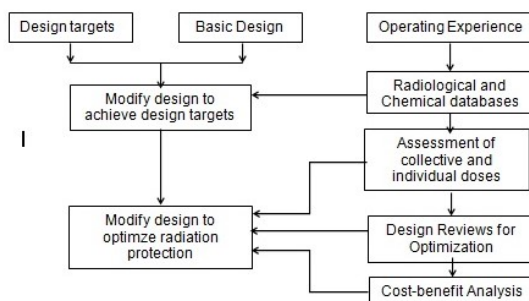 Design targets
Basic Design
Operating Experience
Modify design to
achieve design targets
Radiological and
Chemical databases
I
Assessment of
collective and
individual doses
Modify design to
optimze radiation
protection
Design Reviews for
Optimization
Cost-benefit Analysis